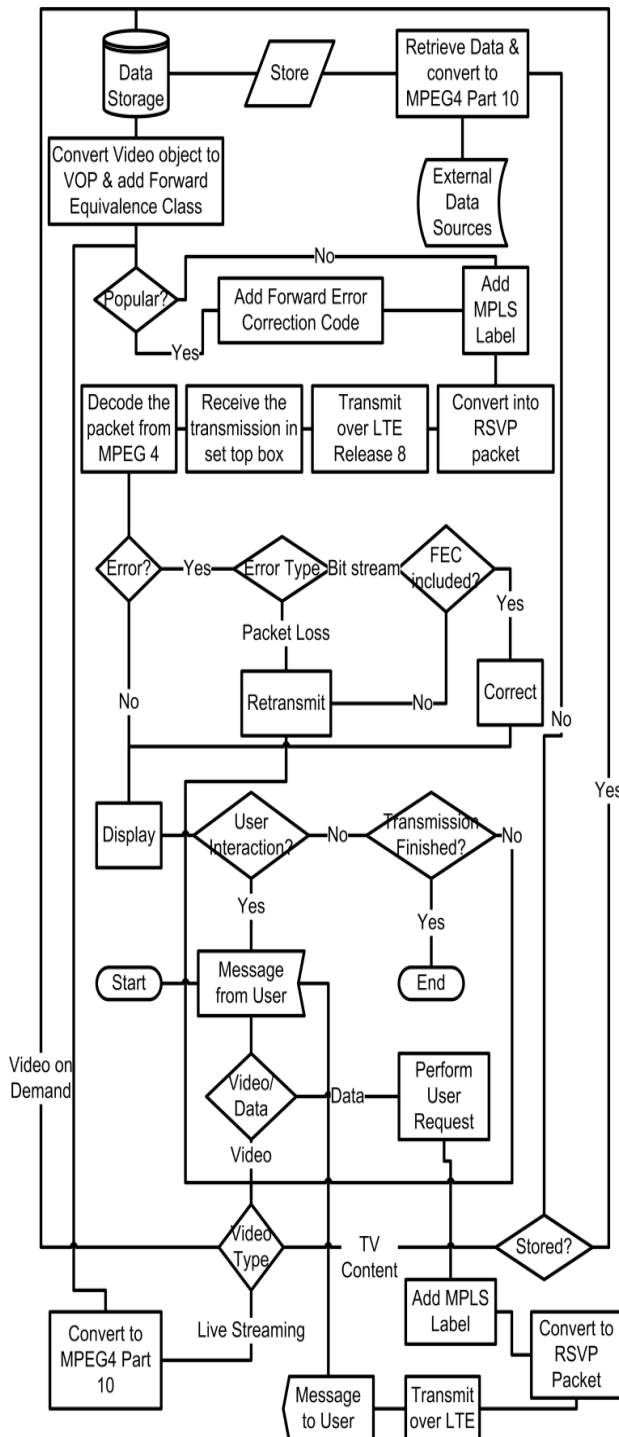 Data
Storage
Store
Retrieve Data &
convert to
MPEG4 Part 10
Convert Video object to
VOP & add Forward
Equivalence Class
External
Data
Sources
No
Popular?
Add Forward Error
Correction Code
Add
MPLS
Label
Yes
Decode the
packet from
MPEG 4
Receive the
transmission in
set top box
Transmit
over LTE
Release 8
Convert into
RSVP
packet
Error?
Yes
Error Type
Bit stream
FEC
included?
Yes
Packet Loss
No
Retransmit
No
Correct
No
Yes
Display
User
Interaction?
No
Transmission
Finished?
No
Yes
Yes
Start
Message
from User
End
Video on
Demand
Video/
Data
Data
Perform
User
Request
Video
Video
Type
TV
Content
Stored?
Live Streaming
Convert to
MPEG4 Part
10
Add MPLS
Label
Convert to
RSVP
Packet
Message
to User
Transmit
over LTE